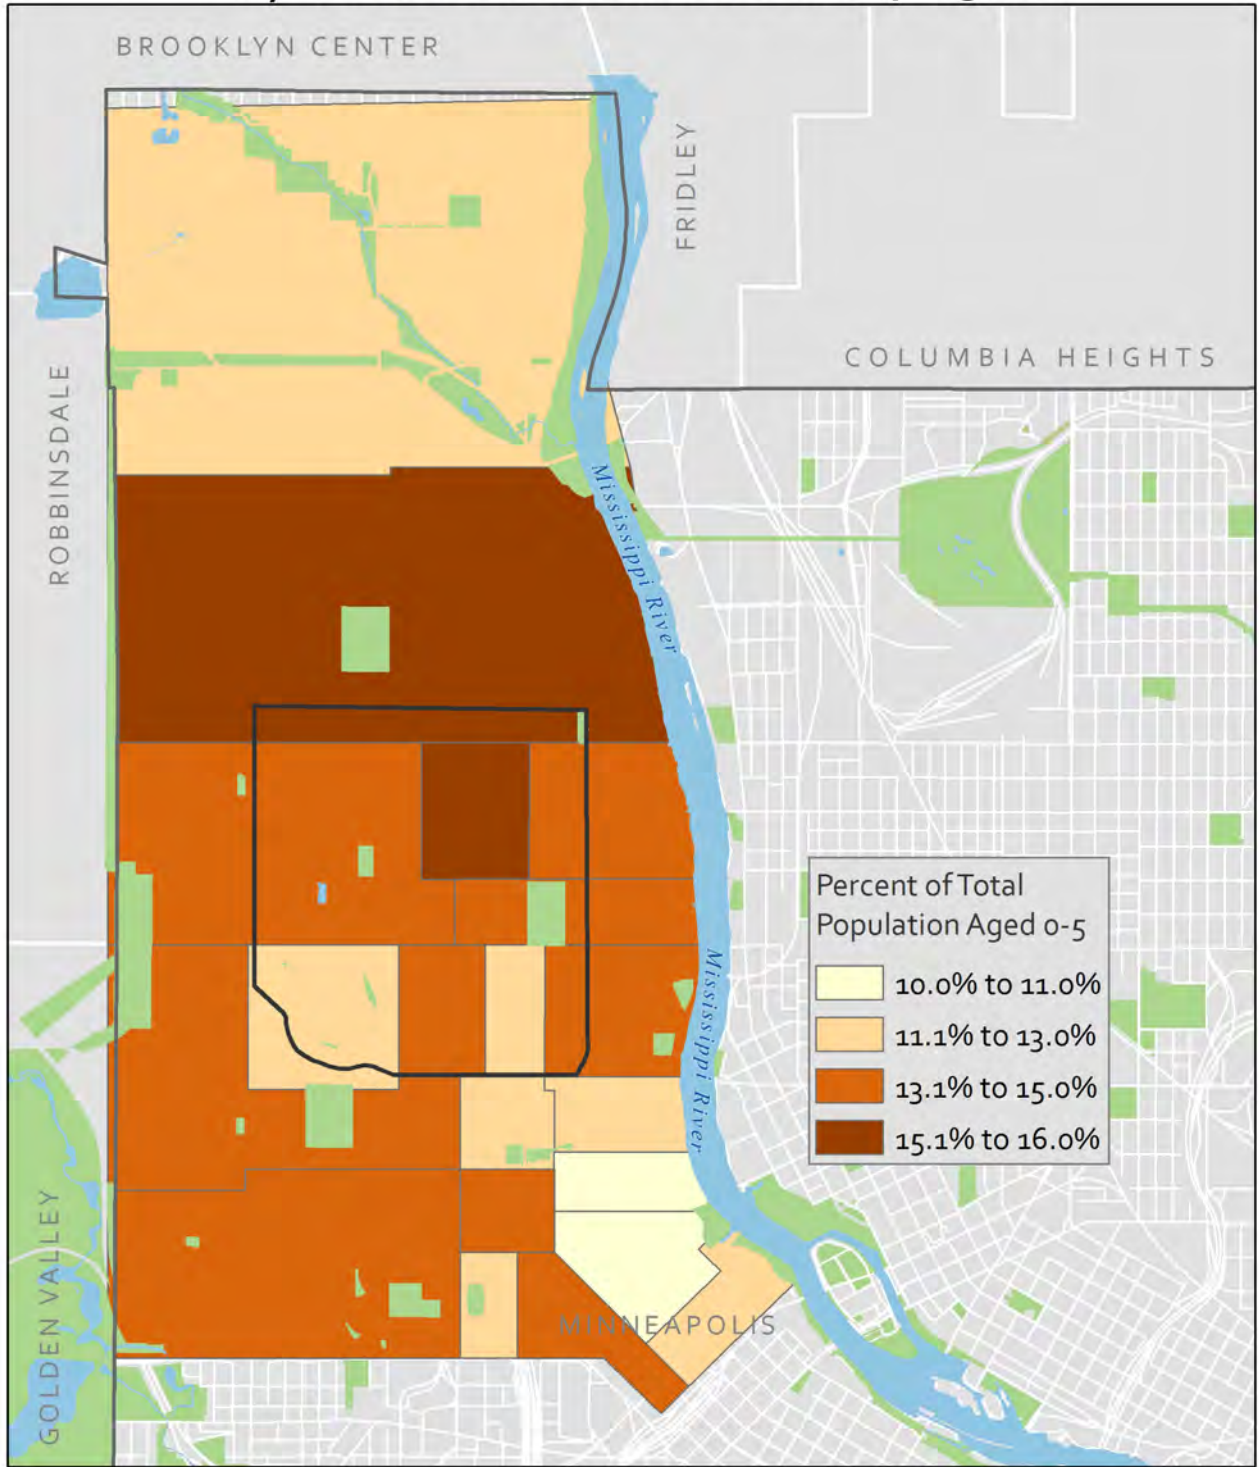 BROOKLYN CENTER
FRIDLEY
COLUMBIA HEIGHTS
ROBBINSDALE
Mississippi River
Percent of Total
Population Aged 0-5
10.0% to 11.0%
11.1% to 13.0%
13.1% to 15.0%
15.1% to 16.0%
Mississippi River
GOLDEN VALLEY
MINNEAPOLIS